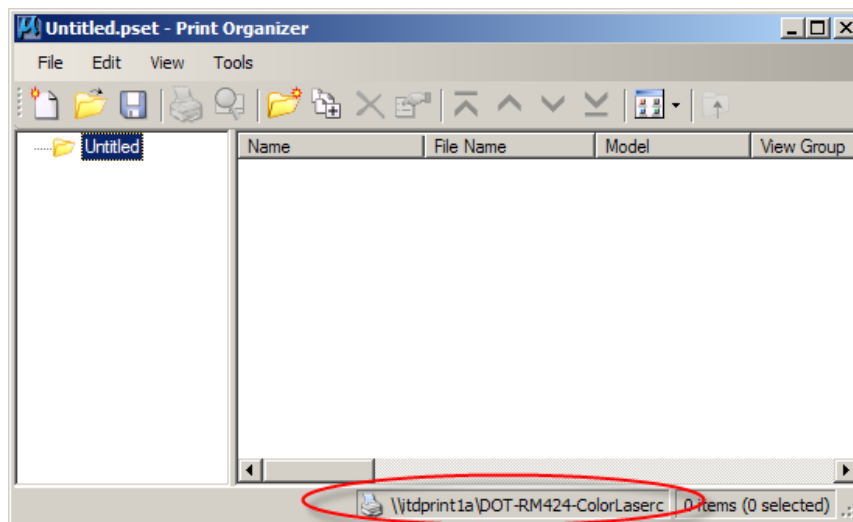 Untitled.pset - Print Organizer
File Edit View Tools
Untitled
Name File Name Model View Group
\\itdprint1a\DOT-RM424-ColorLaserc 0 items (0 selected)